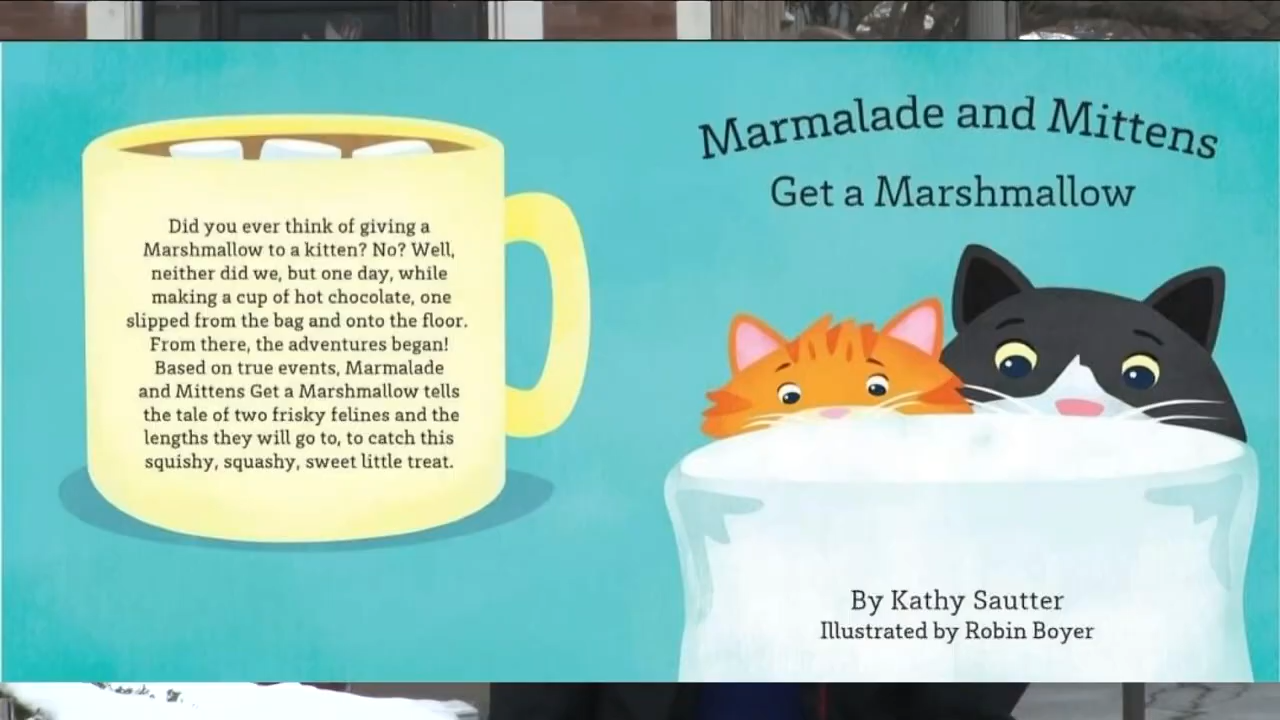 Did you ever think of giving a
Marshmallow to a kitten? No? Well,
neither did we, but one day, while
making a cup of hot chocolate, one
slipped from the bag and onto the floor.
From there, the adventures began!
Based on true events, Marmalade
and Mittens Get a Marshmallow tells
the tale of two frisky felines and the
lengths they will go to, to catch this
squishy, squashy, sweet little treat.
Marmalade and Mittens
Get a Marshmallow
By Kathy Sautter
Illustrated by Robin Boyer